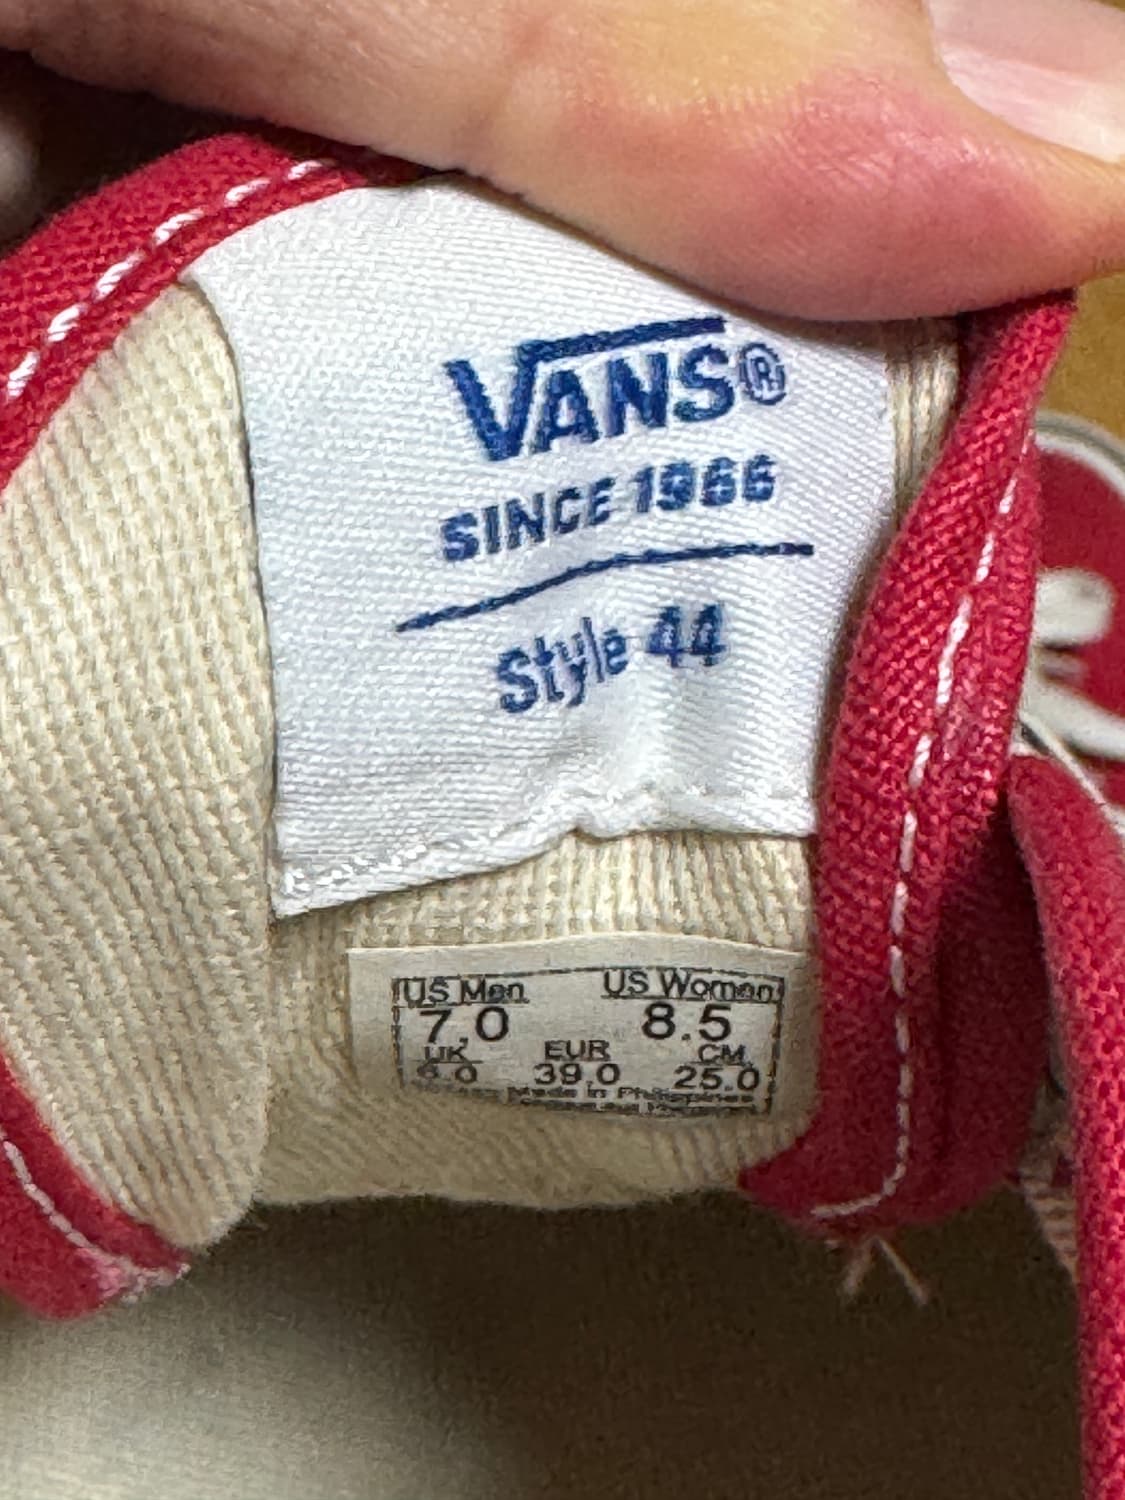 VANS®
SINCE 1966
Style 44
US Men US Woman
7.0 8.5
UK EUR CM
6.0 39.0 25.0
Made in Philippines